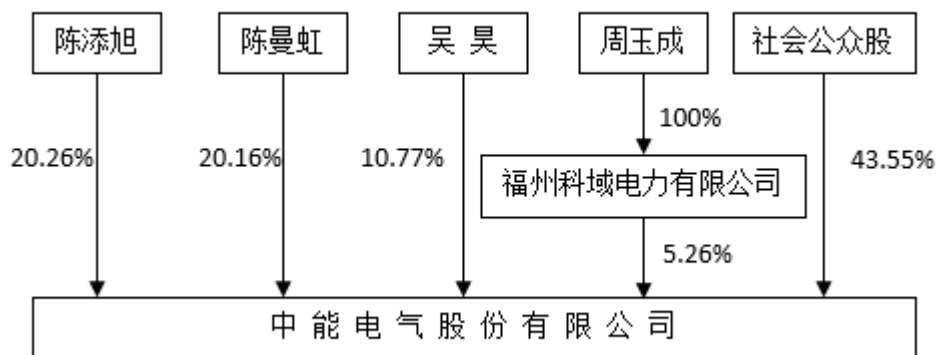 陈添旭
陈曼虹
吴 昊
周玉成
社会公众股
100%
20.26%
20.16%
10.77%
43.55%
福州科域电力有限公司
5.26%
中 能 电 气 股 份 有 限 公 司